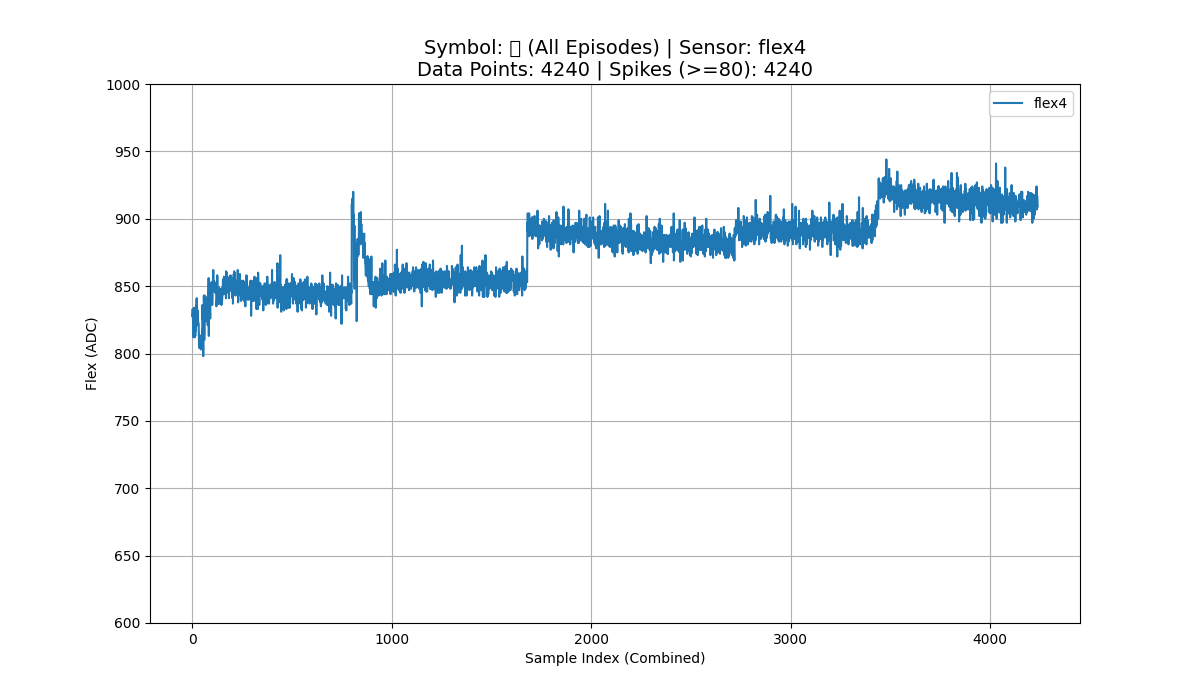 Symbol: (All Episodes) | Sensor: flex4
Data Points: 4240 | Spikes (>=80): 4240
flex4
Flex (ADC)
1000
950
900
850
800
750
700
650
600
0 1000 2000 3000 4000
Sample Index (Combined)